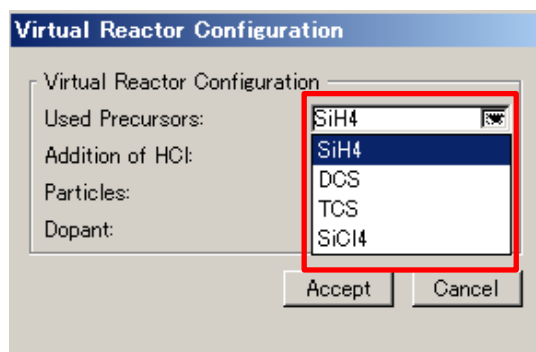 Virtual Reactor Configuration
Virtual Reactor Configuration
Used Precursors:
SiH4
Addition of HCl:
SiH4
DCS
Particles:
TCS
Dopant:
SiCl4
Accept
Cancel